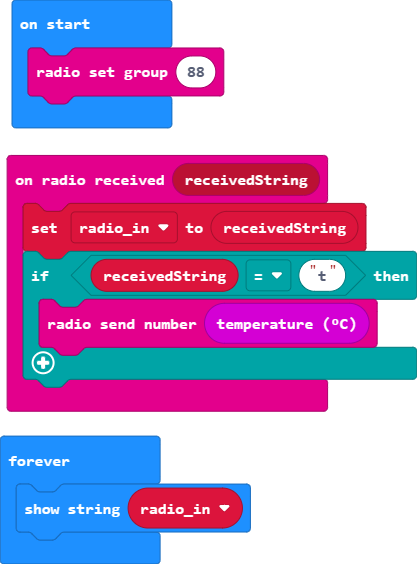 on start
radio set group 88
on radio received receivedString
set radio_in to receivedString
if receivedString = "t" then
radio send number temperature (ºC)
forever
show string radio_in